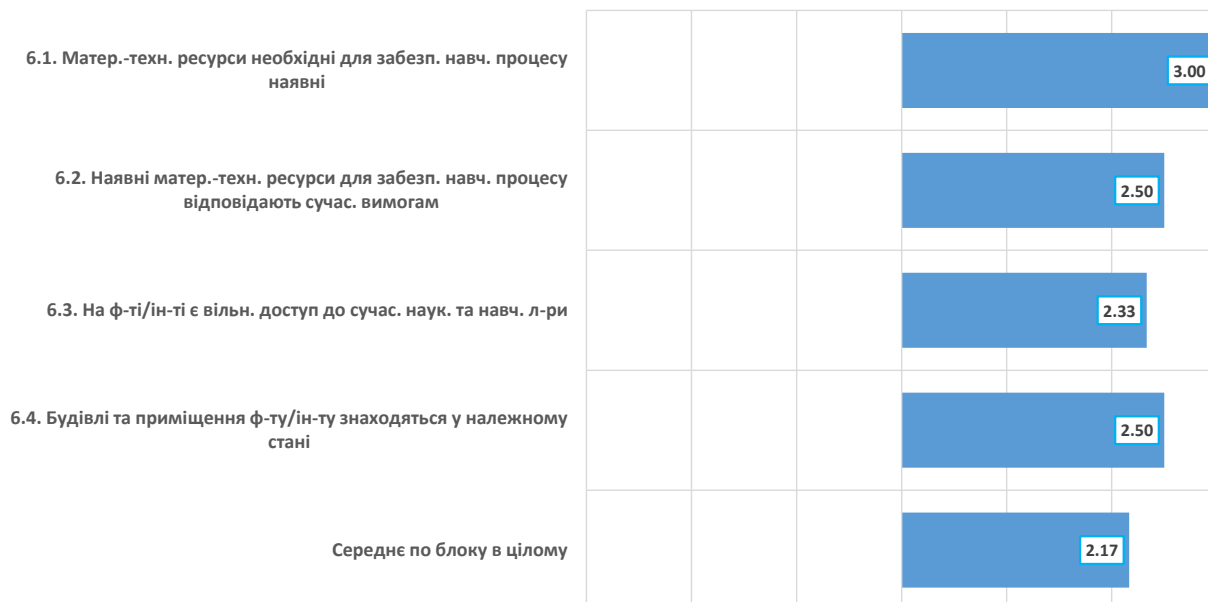 6.1. Матер.-техн. ресурси необхідні для забезп. навч. процесу
наявні
3.00
6.2. Наявні матер.-техн. ресурси для забезп. навч. процесу
відповідають сучас. вимогам
2.50
6.3. На ф-ті/ін-ті є вільн. доступ до сучас. наук. та навч. л-ри
2.33
6.4. Будівлі та приміщення ф-ту/ін-ту знаходяться у належному
стані
2.50
Середнє по блоку в цілому
2.17